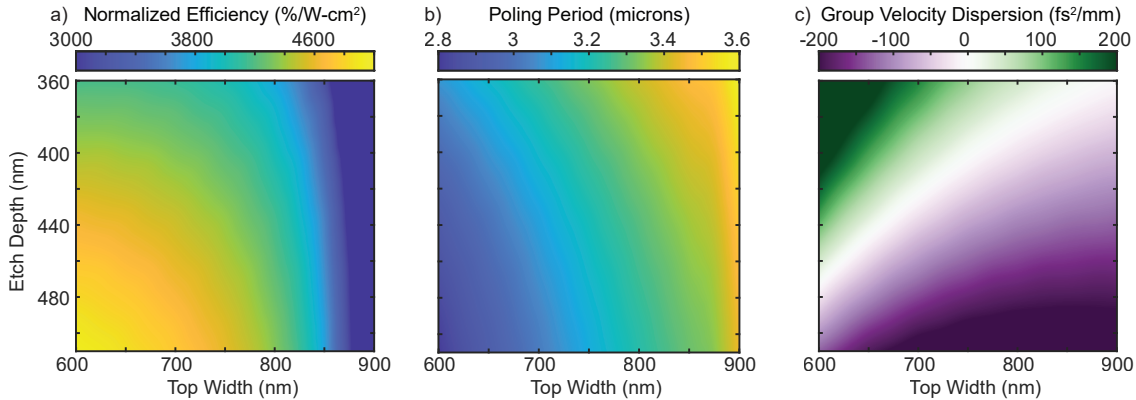 a) Normalized Efficiency (%/W-cm²)
3000 3800 4600
360
400
440
480
Etch Depth (nm)
600 700 800 900
Top Width (nm)
b) Poling Period (microns)
2.8 3 3.2 3.4 3.6
600 700 800 900
Top Width (nm)
c) Group Velocity Dispersion (fs²/mm)
-200 -100 0 100 200
600 700 800 900
Top Width (nm)